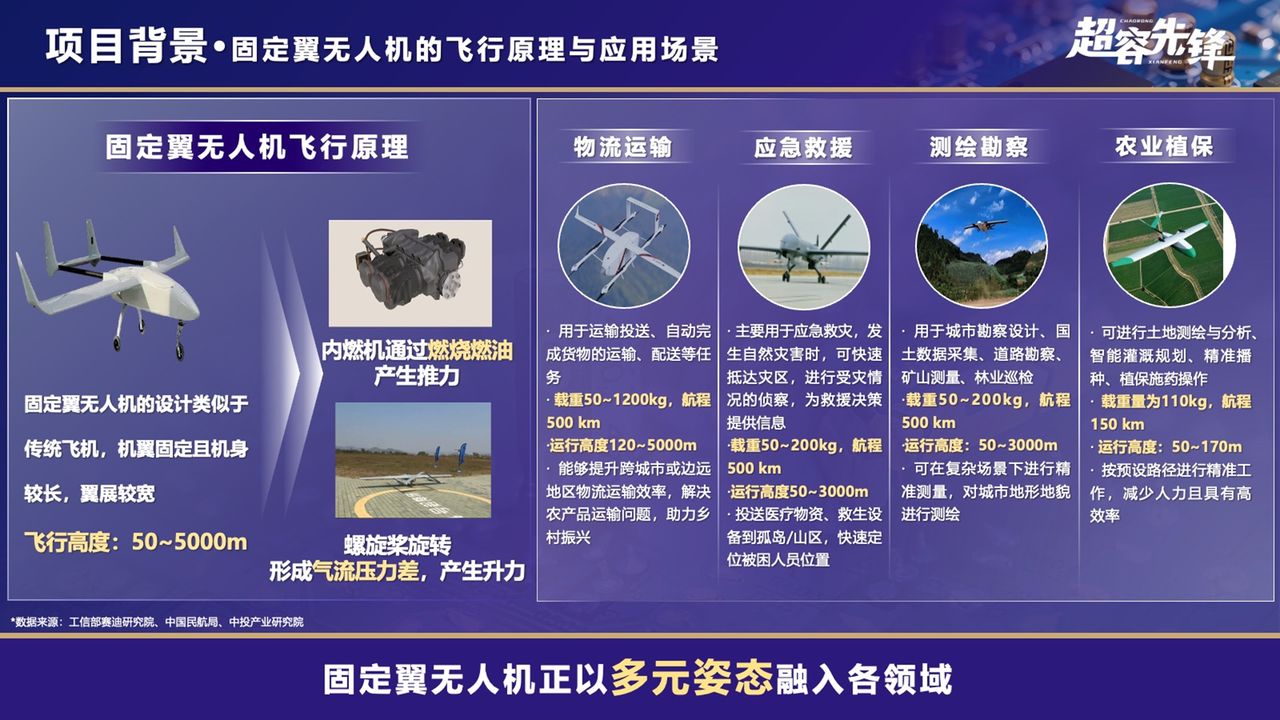 项目背景•固定翼无人机的飞行原理与应用场景
CHAORONG
超容先锋
XIANFENG
固定翼无人机飞行原理
固定翼无人机的设计类似于
传统飞机，机翼固定且机身
较长，翼展较宽
飞行高度：50~5000m
内燃机通过燃烧燃油
产生推力
螺旋桨旋转
形成气流压力差，产生升力
物流运输
· 用于运输投送、自动完
成货物的运输、配送等任
务
· 载重50~1200kg，航程
500 km
·运行高度120~5000m
· 能够提升跨城市或边远
地区物流运输效率，解决
农产品运输问题，助力乡
村振兴
应急救援
· 主要用于应急救灾，发
生自然灾害时，可快速
抵达灾区，进行受灾情
况的侦察，为救援决策
提供信息
·载重50~200kg，航程
500 km
·运行高度50~3000m
· 投送医疗物资、救生设
备到孤岛/山区，快速定
位被困人员位置
测绘勘察
· 用于城市勘察设计、国
土数据采集、道路勘察、
矿山测量、林业巡检
· 载重50~200kg，航程
500 km
·运行高度：50~3000m
· 可在复杂场景下进行精
准测量，对城市地形地貌
进行测绘
农业植保
· 可进行土地测绘与分析、
智能灌溉规划、精准播
种、植保施药操作
· 载重量为110kg，航程
150 km
· 运行高度：50~170m
· 按预设路径进行精准工
作，减少人力且具有高
效率
*数据来源：工信部赛迪研究院、中国民航局、中投产业研究院
固定翼无人机正以多元姿态融入各领域